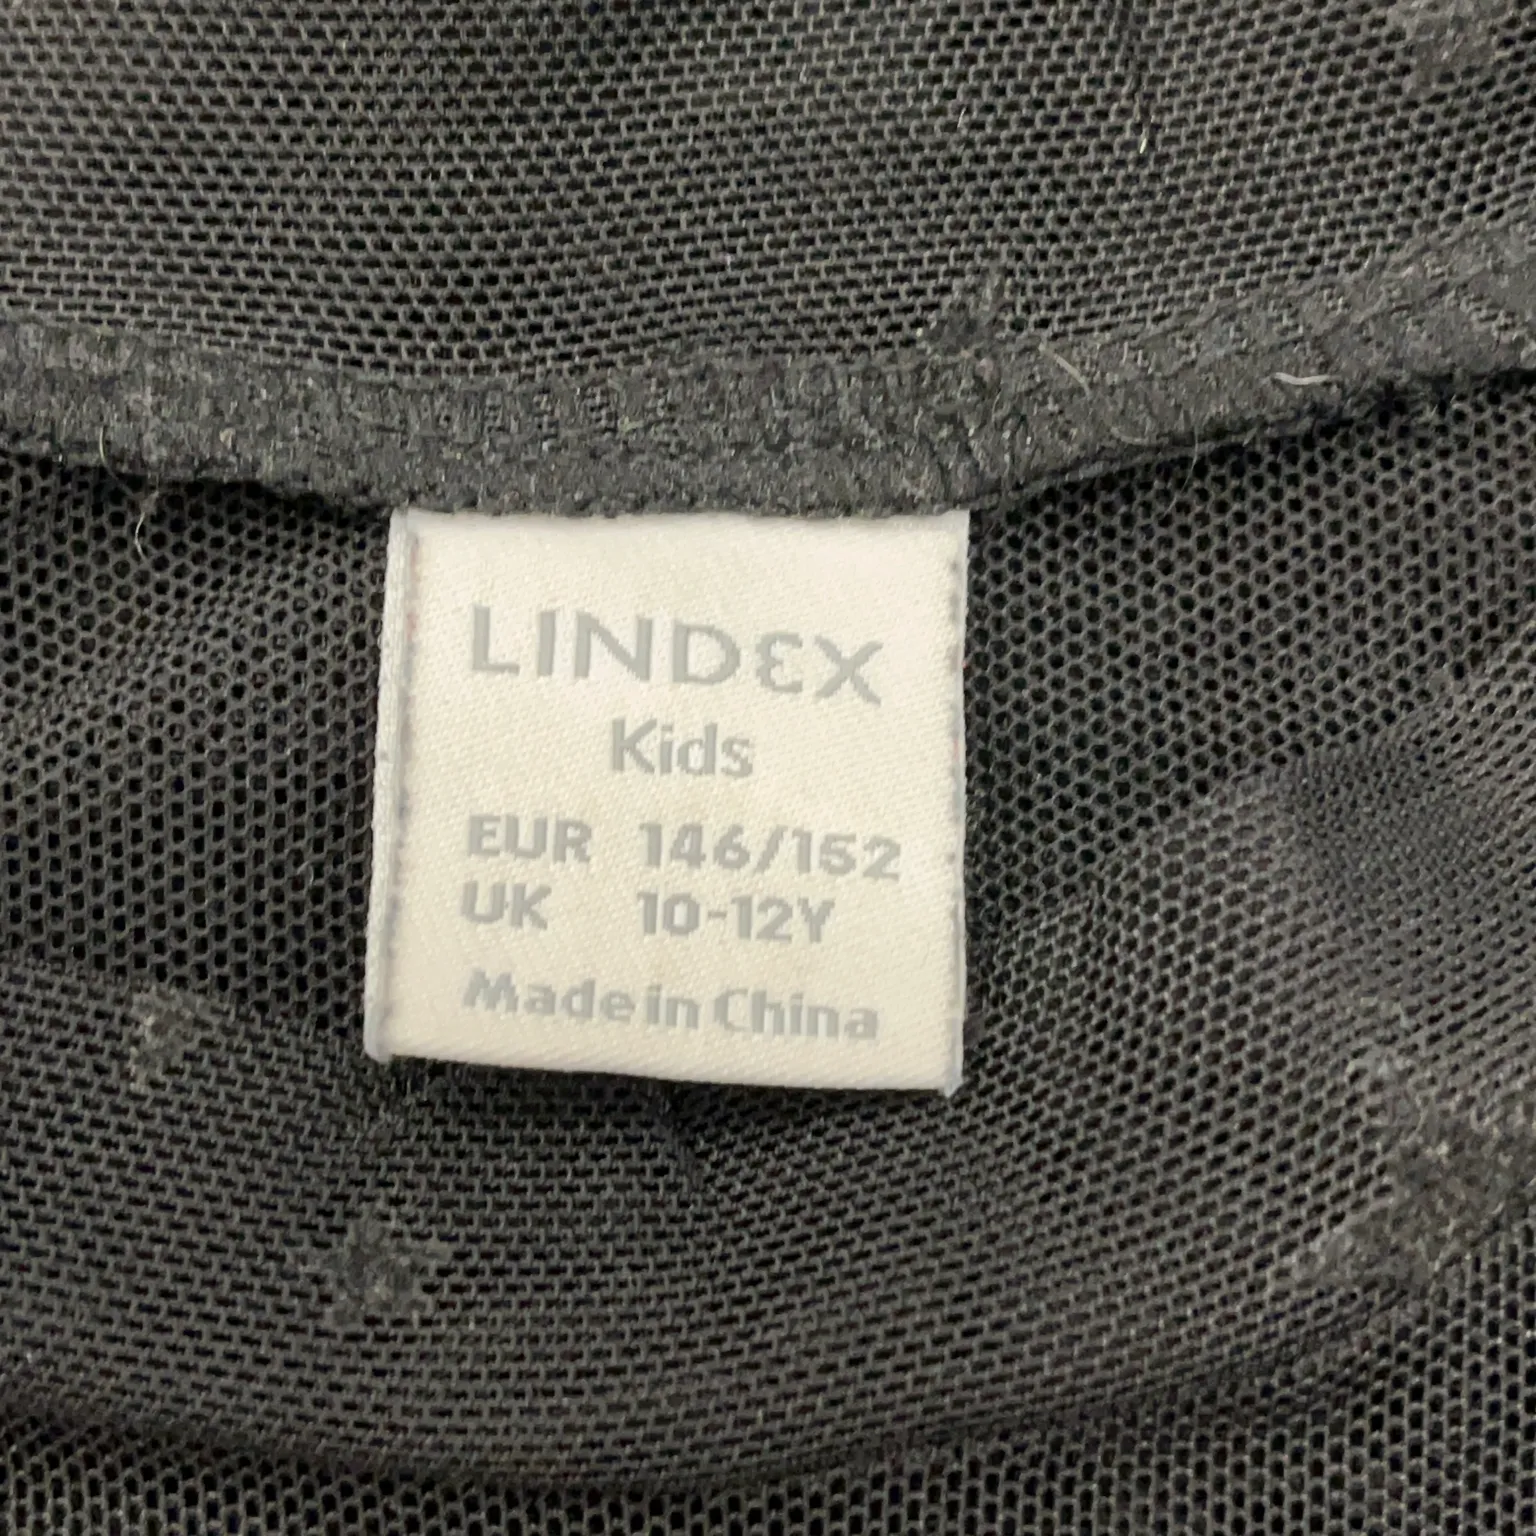 LINDEX
Kids
EUR 146/152
UK 10-12Y
Made in China